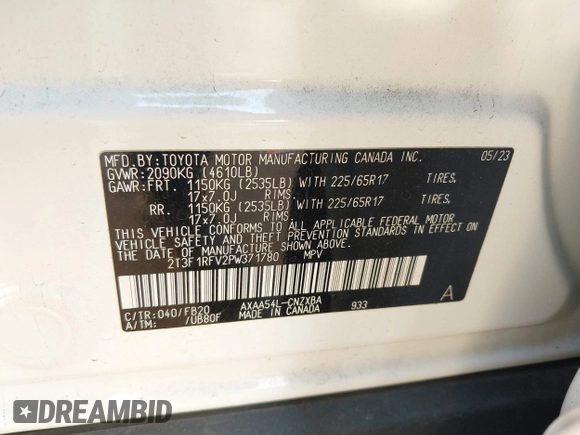 MFD.BY:TOYOTA MOTOR MANUFACTURING CANADA INC. 05/23
GVWR:2090KG (4610LB)
GAWR:FRT. 1150KG (2535LB) WITH 225/65R17 TIRES.
17x7.0J RIMS.
RR. 1150KG (2535LB) WITH 225/65R17 TIRES.
17x7.0J RIMS.
THIS VEHICLE CONFORMS TO ALL APPLICABLE FEDERAL MOTOR
VEHICLE SAFETY AND THEFT PREVENTION STANDARDS IN EFFECT ON
THE DATE OF MANUFACTURE SHOWN ABOVE.
2T3F1RFV2PW371780 MPV
C/TR:040/FB20 AXAA54L-CNZXBA 933 A
A/TM: /UB80F MADE IN CANADA
DREAMBID